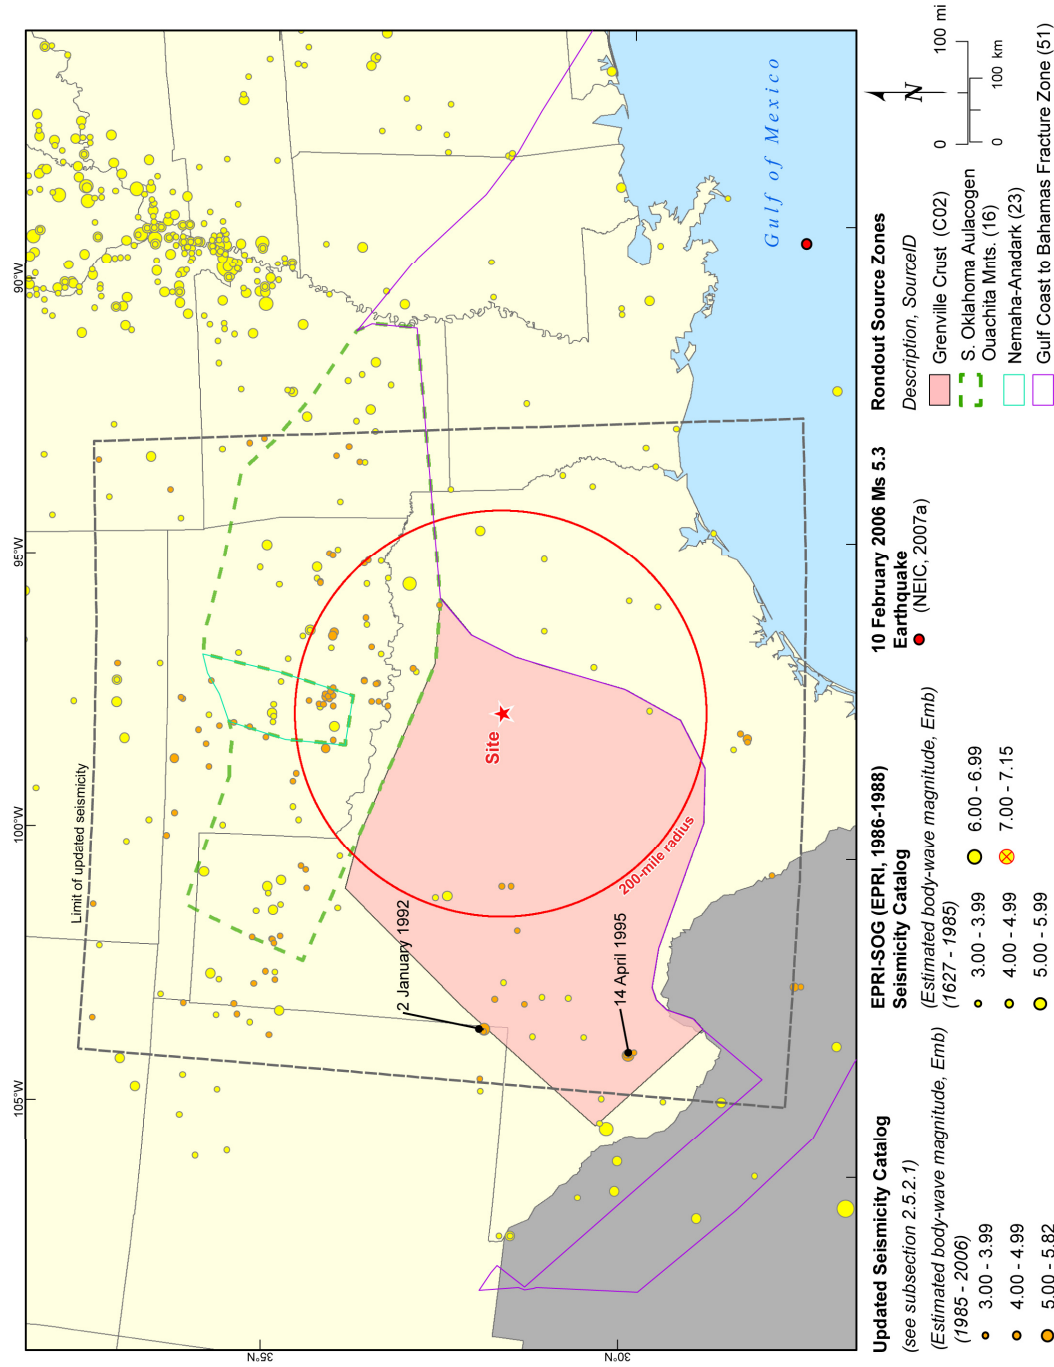 105°W
100°W
95°W
90°W
35°N
30°N
Limit of updated seismicity
2 January 1992
14 April 1995
Site
200-mile radius
Gulf of Mexico
Updated Seismicity Catalog
(see subsection 2.5.2.1)
(Estimated body-wave magnitude, Emb)
(1985 - 2006)
3.00 - 3.99
4.00 - 4.99
5.00 - 5.82
EPRI-SOG (EPRI, 1986-1988)
Seismicity Catalog
(Estimated body-wave magnitude, Emb)
(1627 - 1985)
3.00 - 3.99
4.00 - 4.99
5.00 - 5.99
6.00 - 6.99
7.00 - 7.15
10 February 2006 Ms 5.3
Earthquake
(NEIC, 2007a)
Rondout Source Zones
Description, SourceID
Grenville Crust (C02)
S. Oklahoma Aulacogen
Ouachita Mnts. (16)
Nemaha-Anadark (23)
Gulf Coast to Bahamas Fracture Zone (51)
N
0 100 mi
0 100 km